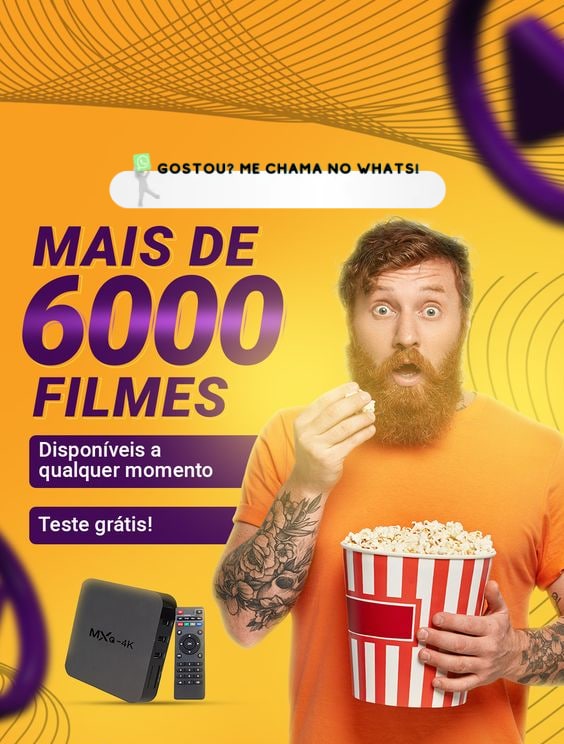 GOSTOU? ME CHAMA NO WHATS!
MAIS DE
6000
FILMES
Disponíveis a
qualquer momento
Teste grátis!
MXQ-4K